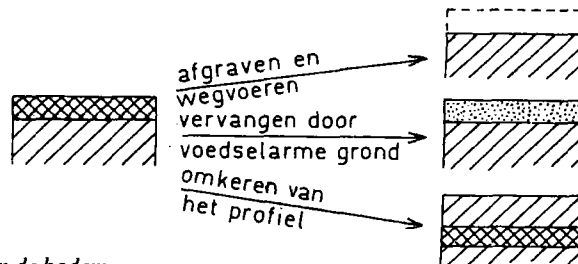 afgraven en
wegvoeren
vervangen door
voedselarme grond
omkeren van
het profiel